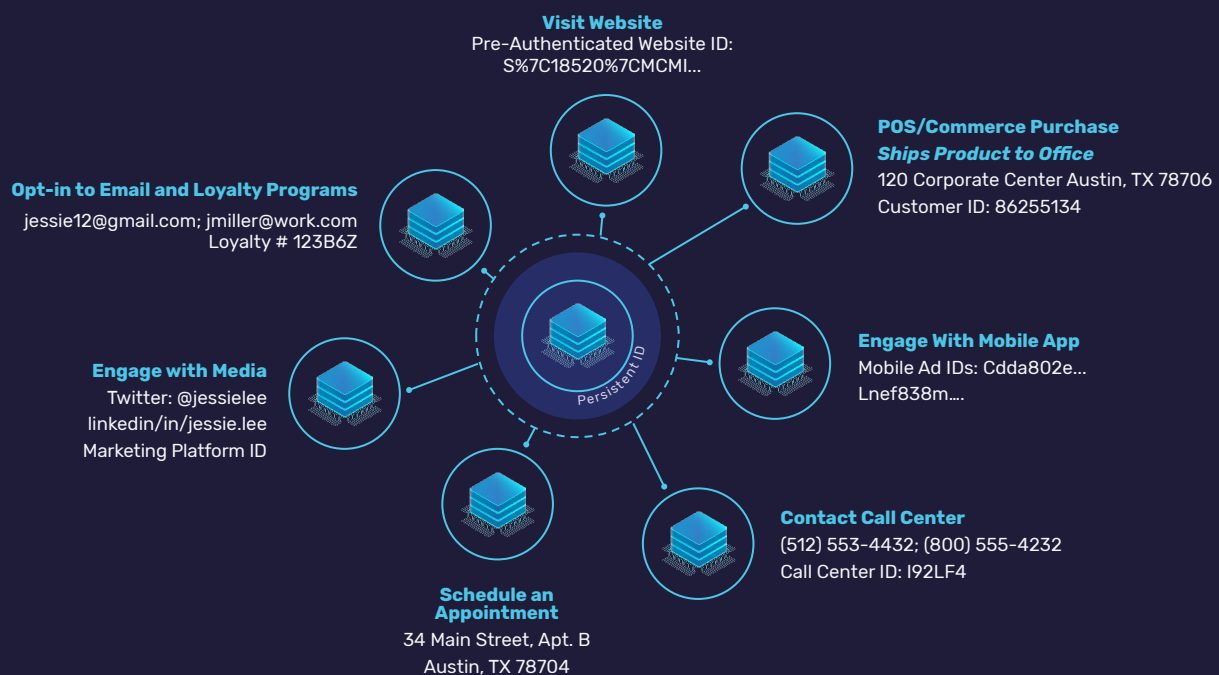 Visit Website
Pre-Authenticated Website ID:
S%7C18520%7CMCMI...
POS/Commerce Purchase
Ships Product to Office
120 Corporate Center Austin, TX 78706
Customer ID: 86255134
Opt-in to Email and Loyalty Programs
jessie12@gmail.com; jmiller@work.com
Loyalty # 123B6Z
Persistent ID
Engage With Mobile App
Mobile Ad IDs: Cdda802e...
Lnef838m....
Engage with Media
Twitter: @jessielee
linkedin/in/jessie.lee
Marketing Platform ID
Contact Call Center
(512) 553-4432; (800) 555-4232
Call Center ID: I92LF4
Schedule an
Appointment
34 Main Street, Apt. B
Austin, TX 78704